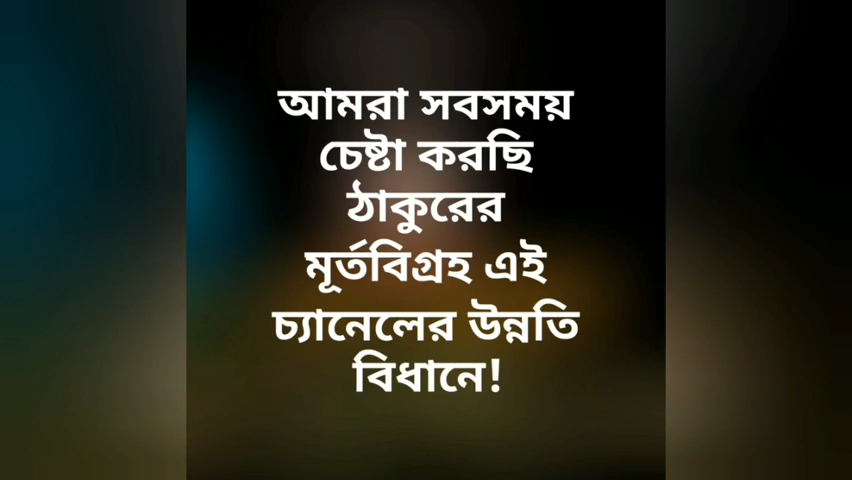 আমরা সবসময়
চেষ্টা করছি
ঠাকুরের
মূর্তবিগ্রহ এই
চ্যানেলের উন্নতি
বিধানে!